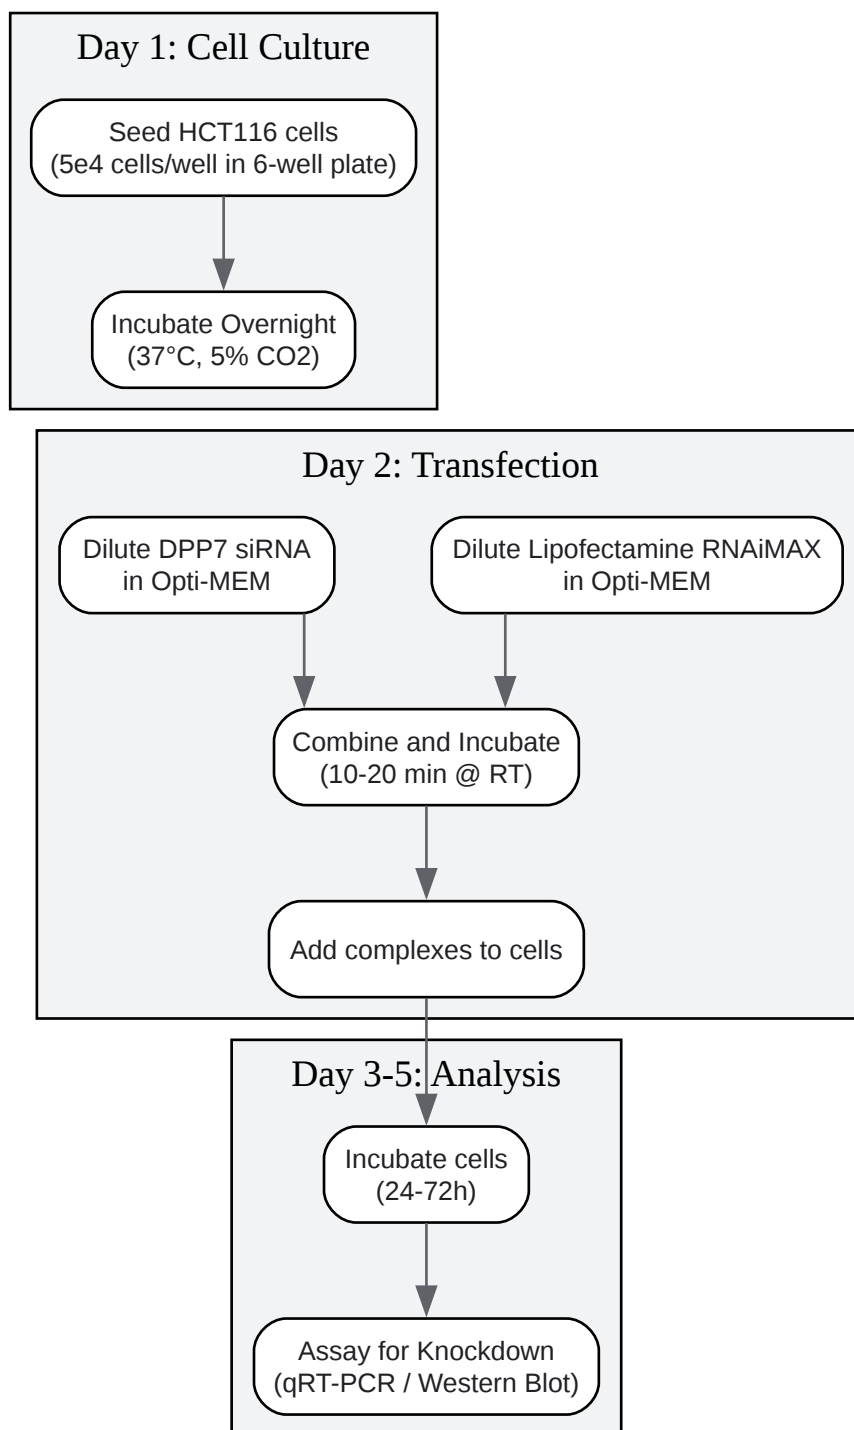 Day 1: Cell Culture
Seed HCT116 cells
(5e4 cells/well in 6-well plate)
Incubate Overnight
(37°C, 5% CO2)
Day 2: Transfection
Dilute DPP7 siRNA
in Opti-MEM
Dilute Lipofectamine RNAiMAX
in Opti-MEM
Combine and Incubate
(10-20 min @ RT)
Add complexes to cells
Day 3-5: Analysis
Incubate cells
(24-72h)
Assay for Knockdown
(qRT-PCR / Western Blot)